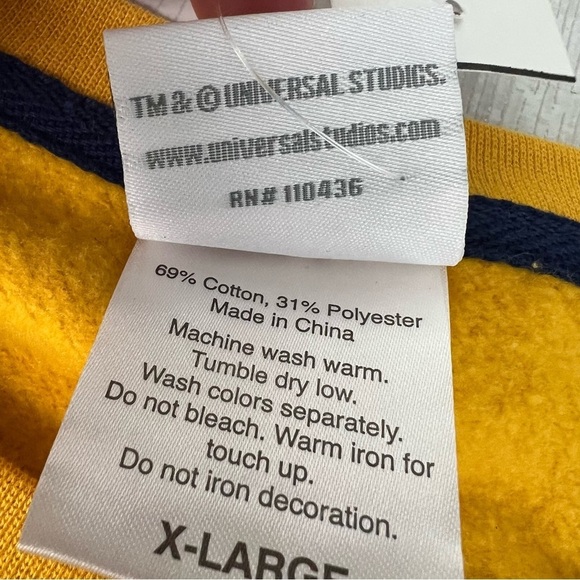 TM & © UNIVERSAL STUDIOS.
www.universalstudios.com
RN# 110436
69% Cotton, 31% Polyester
Made in China
Machine wash warm.
Tumble dry low.
Wash colors separately.
Do not bleach. Warm iron for
touch up.
Do not iron decoration.
X-LARGE